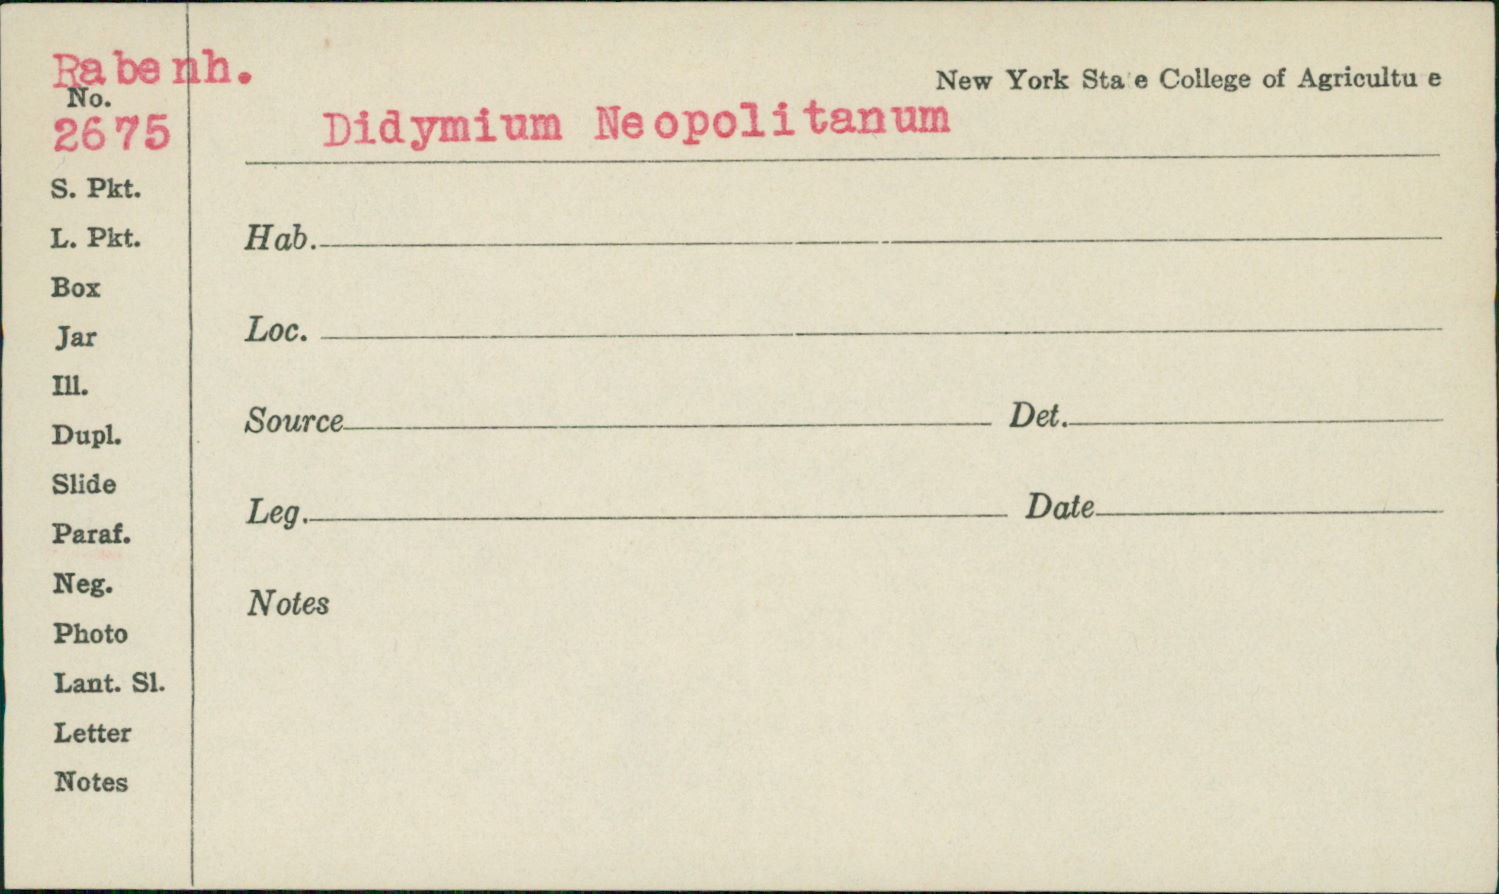 Rabenh.
New York Sta e College of Agricultu e
No.
2675
Didymium Neopolitanum
S. Pkt.
L. Pkt.
Hab.
Box
Jar
Loc.
Ill.
Dupl.
Source Det.
Slide
Leg. Date
Paraf.
Neg.
Notes
Photo
Lant. Sl.
Letter
Notes